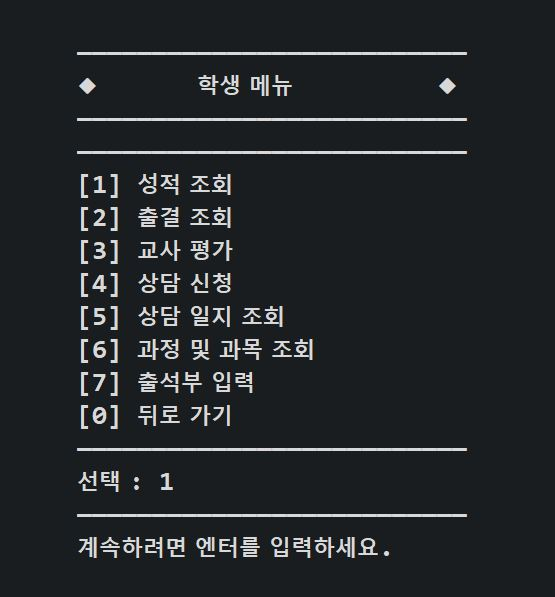 ◆ 학생 메뉴 ◆
[1] 성적 조회
[2] 출결 조회
[3] 교사 평가
[4] 상담 신청
[5] 상담 일지 조회
[6] 과정 및 과목 조회
[7] 출석부 입력
[0] 뒤로 가기
선택 : 1
계속하려면 엔터를 입력하세요.